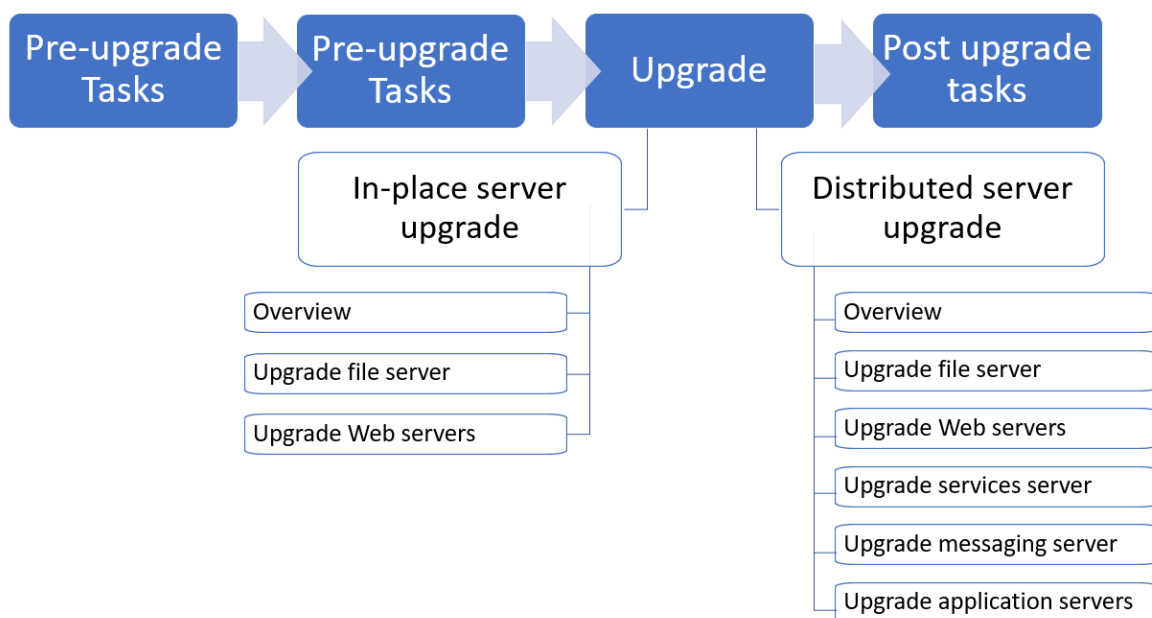 Pre-upgrade
Tasks
Pre-upgrade
Tasks
Upgrade
Post upgrade
tasks
In-place server
upgrade
Overview
Upgrade file server
Upgrade Web servers
Distributed server
upgrade
Overview
Upgrade file server
Upgrade Web servers
Upgrade services server
Upgrade messaging server
Upgrade application servers